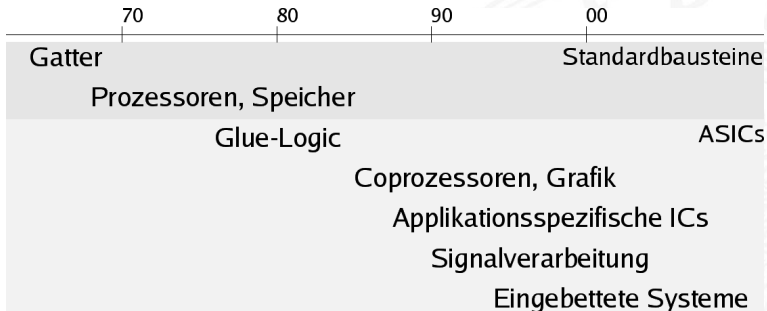 70 80 90 00
Gatter Standardbausteine
Prozessoren, Speicher
Glue-Logic ASICs
Coprozessoren, Grafik
Applikationsspezifische ICs
Signalverarbeitung
Eingebettete Systeme